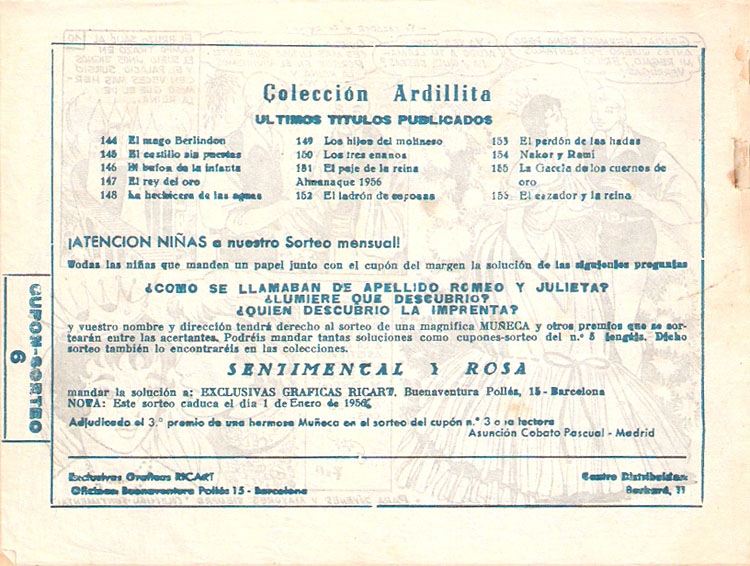 Colección Ardillita
ULTIMOS TITULOS PUBLICADOS
144 El mago Berlindon
145 El castillo sin puertas
146 El bufon de la infanta
147 El rey del oro
148 La hechicera de las aguas
149 Los hijos del molinero
150 Los tres enanos
151 El paje de la reina
Almanaque 1956
152 El ladrón de esposas
153 El perdón de las hadas
154 Nakor y Rami
155 La Gacela de los cuernos de
oro
155 El cazador y la reina
¡ATENCION NIÑAS a nuestro Sorteo mensual!
Todas las niñas que manden un papel junto con el cupón del margen la solución de las siguientes preguntas
¿COMO SE LLAMABAN DE APELLIDO ROMEO Y JULIETA?
¿LUMIERE QUE DESCUBRIO?
¿QUIEN DESCUBRIO LA IMPRENTA?
y vuestro nombre y dirección tendrá derecho al sorteo de una magnífica MUÑECA y otros premios que se sor-
tearán entre las acertantes. Podréis mandar tantas soluciones como cupones-sorteo del n.º 5 tengáis. Dicho
sorteo también lo encontraréis en las colecciones.
SENTIMENTAL Y ROSA
mandar la solución a: EXCLUSIVAS GRAFICAS RICART. Buenaventura Pollés, 15 - Barcelona
NOTA: Este sorteo caduca el dia 1 de Enero de 1956.
Adjudicado el 3.º premio de una hermosa Muñeca en el sorteo del cupón n.º 3 a la lectora
Asunción Cobato Pascual - Madrid
CUPON-SORTEO
6
Exclusivas Graficas RICART
Oficinas Buenaventura Pollés 15 - Barcelona
Centro Distribución:
Barbará, 11